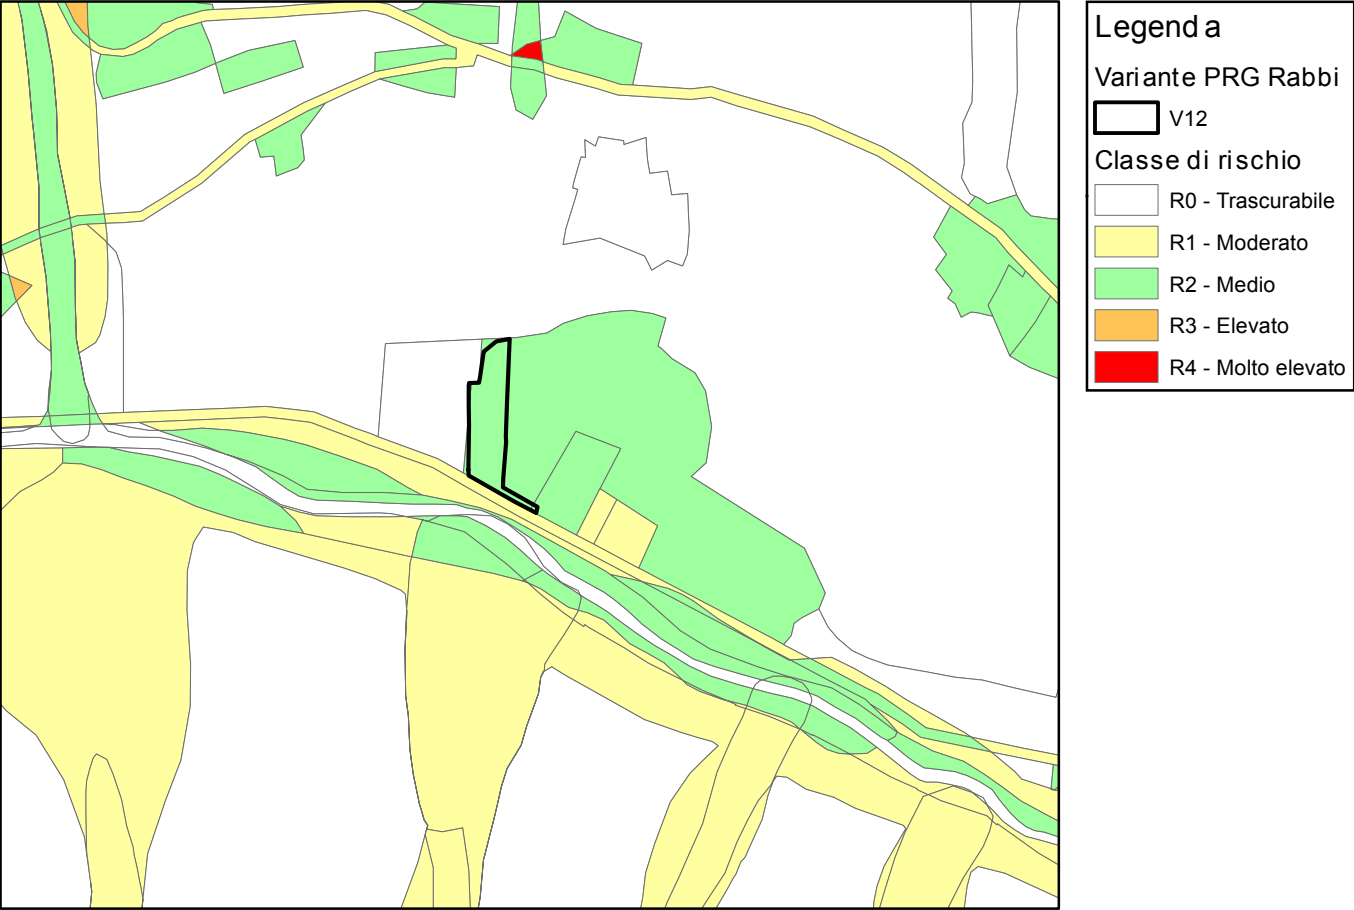 Legenda
Variante PRG Rabbi
V12
Classe di rischio
R0 - Trascurabile
R1 - Moderato
R2 - Medio
R3 - Elevato
R4 - Molto elevato